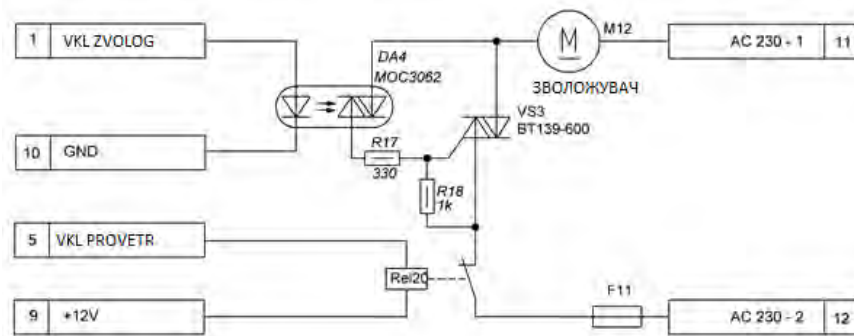 1 VKL ZVOLOG
DA4
MOC3062
M
M12
AC 230 - 1 11
ЗВОЛОЖУВАЧ
VS3
BT139-600
10 GND
R17
330
R18
1k
5 VKL PROVETR
Rel20
F11
9 +12V
AC 230 - 2 12